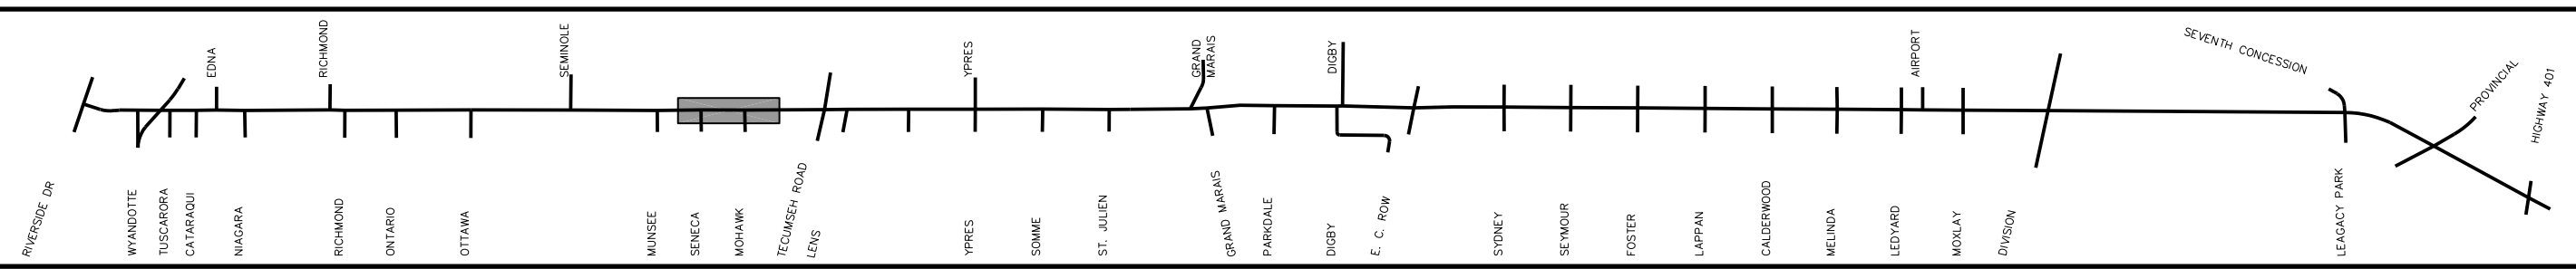 EDNA
RICHMOND
SEMINOLE
YPRES
GRAND
MARAIS
DIGBY
AIRPORT
SEVENTH CONCESSION
PROVINCIAL
HIGHWAY 401
RIVERSIDE DR
WYANDOTTE
TUSCARORA
CATARAQUI
NIAGARA
RICHMOND
ONTARIO
OTTAWA
MUNSEE
SENECA
MOHAWK
TECUMSEH ROAD
LENS
YPRES
SOMME
ST. JULIEN
GRAND MARAIS
PARKDALE
DIGBY
E. C. ROW
SYDNEY
SEYMOUR
FOSTER
LAPPAN
CALDERWOOD
MELINDA
LEDYARD
MOXLAY
DIVISION
LEAGACY PARK